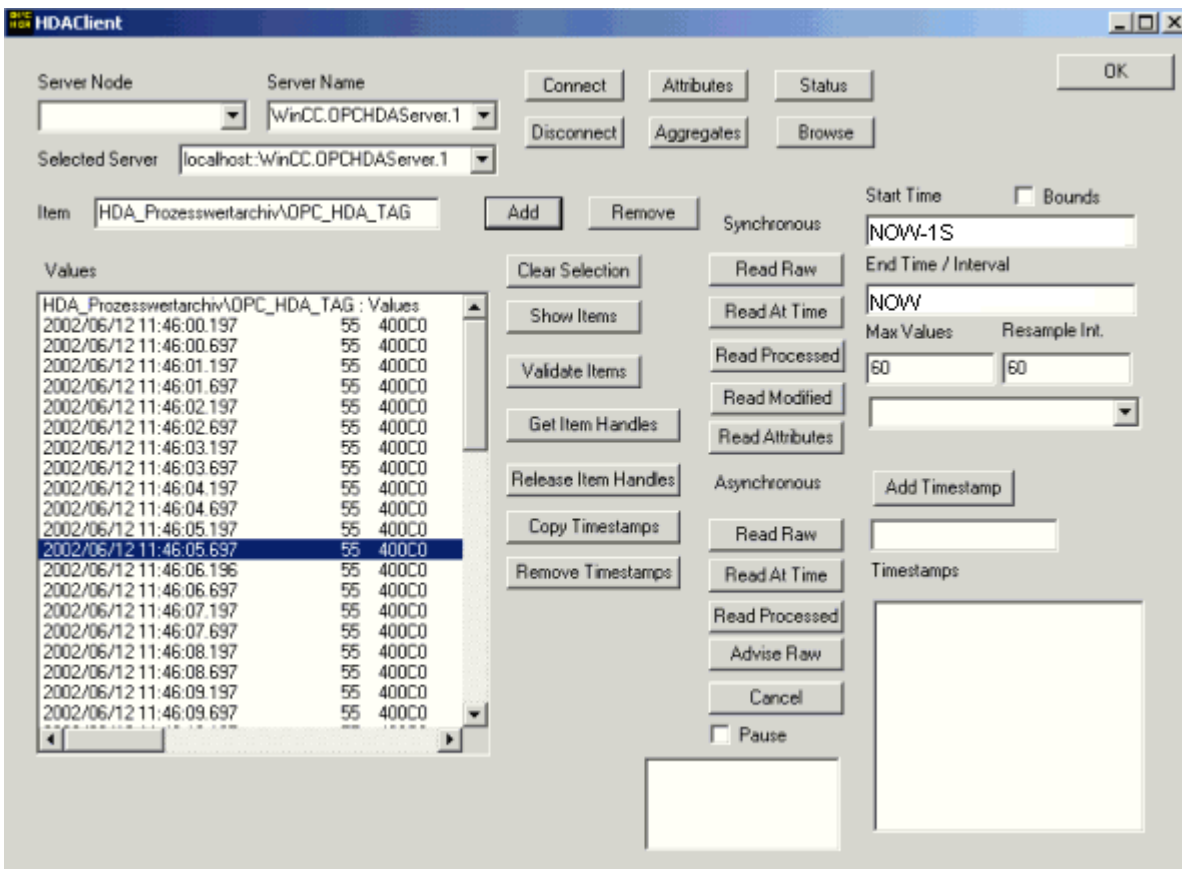 HDAClient
OK
Server Node Server Name
Connect Attributes Status
WinCC.OPCHDAServer.1
Disconnect Aggregates Browse
Selected Server localhost::WinCC.OPCHDAServer.1
Start Time Bounds
Item HDA_Prozesswertarchiv\OPC_HDA_TAG Add Remove
Synchronous
NOW-1S
Values Clear Selection Read Raw End Time / Interval
HDA_Prozesswertarchiv\OPC_HDA_TAG : Values
NOW
2002/06/12 11:46:00.197 55 400C0
2002/06/12 11:46:00.697 55 400C0
2002/06/12 11:46:01.197 55 400C0
2002/06/12 11:46:01.697 55 400C0
2002/06/12 11:46:02.197 55 400C0
2002/06/12 11:46:02.697 55 400C0
2002/06/12 11:46:03.197 55 400C0
2002/06/12 11:46:03.697 55 400C0
2002/06/12 11:46:04.197 55 400C0
2002/06/12 11:46:04.697 55 400C0
2002/06/12 11:46:05.197 55 400C0
2002/06/12 11:46:05.697 55 400C0
2002/06/12 11:46:06.196 55 400C0
2002/06/12 11:46:06.697 55 400C0
2002/06/12 11:46:07.197 55 400C0
2002/06/12 11:46:07.697 55 400C0
2002/06/12 11:46:08.197 55 400C0
2002/06/12 11:46:08.697 55 400C0
2002/06/12 11:46:09.197 55 400C0
2002/06/12 11:46:09.697 55 400C0
Show Items
Validate Items
Get Item Handles
Release Item Handles
Copy Timestamps
Remove Timestamps
Read At Time
Read Processed
Read Modified
Read Attributes
Asynchronous
Read Raw
Read At Time
Read Processed
Advise Raw
Cancel
Pause
Max Values Resample Int.
60 60
Add Timestamp
Timestamps